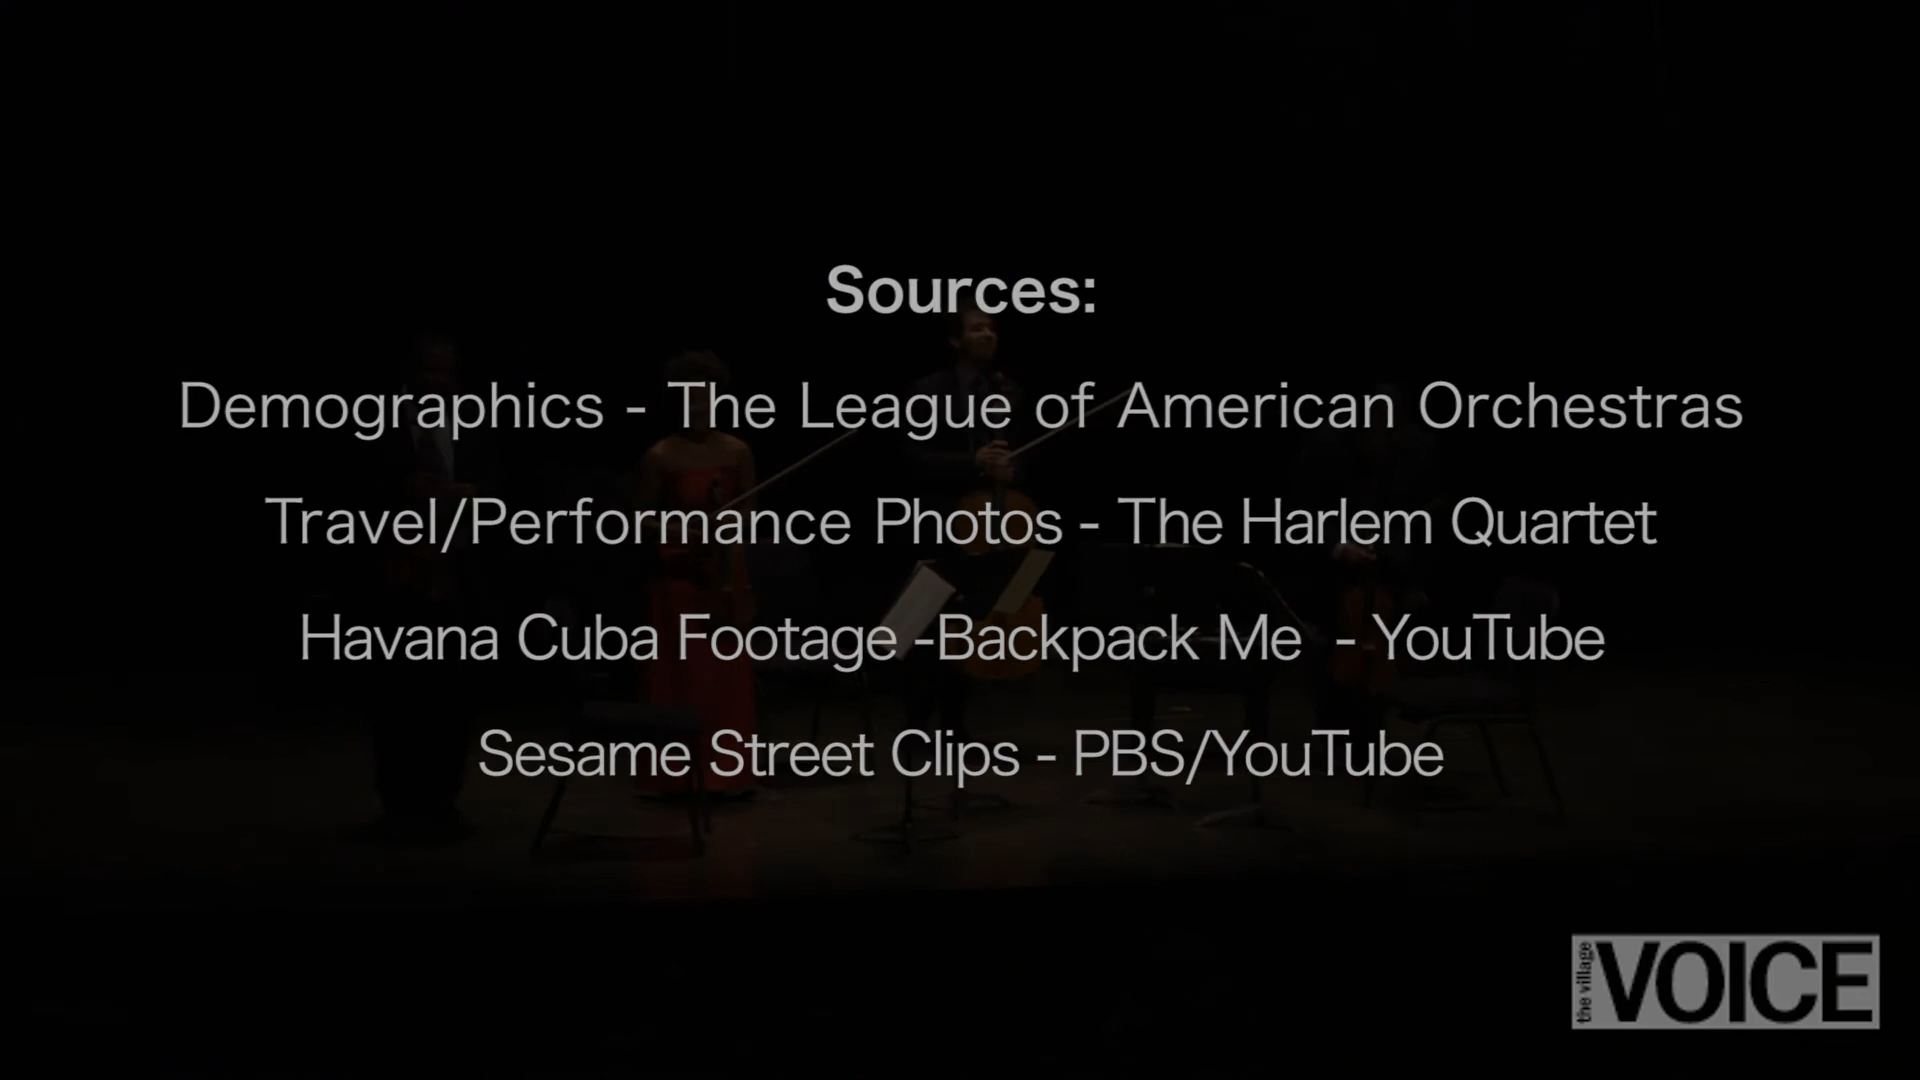 Sources:
Demographics - The League of American Orchestras
Travel/Performance Photos - The Harlem Quartet
Havana Cuba Footage -Backpack Me - YouTube
Sesame Street Clips - PBS/YouTube
the village VOICE